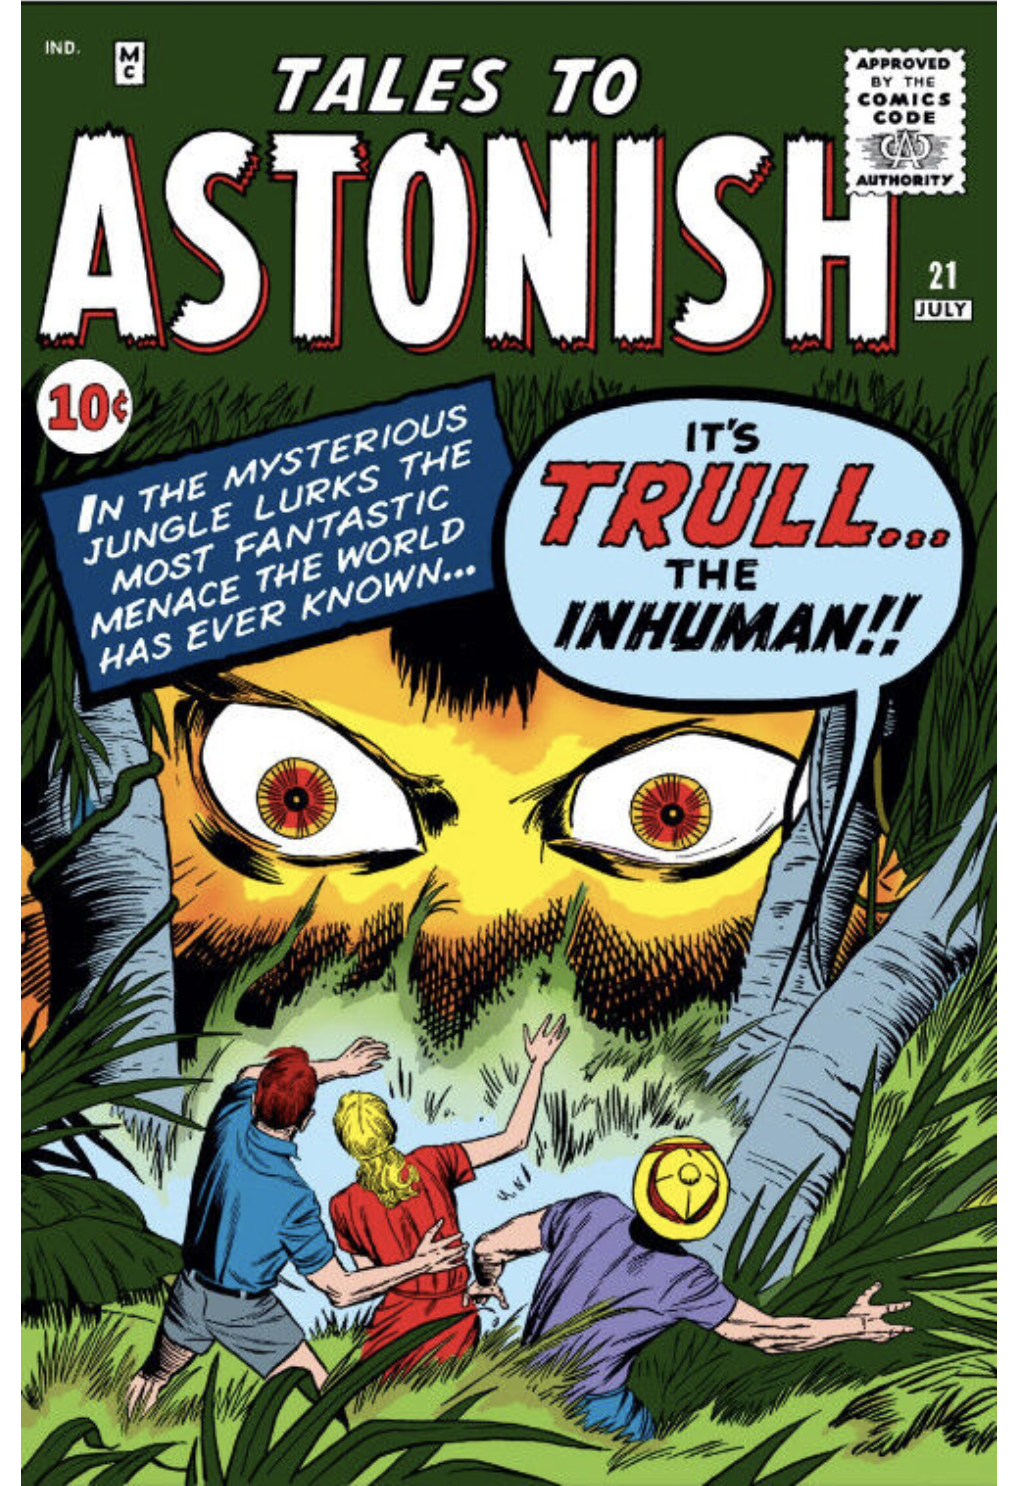 IND.
M
C
TALES TO
ASTONISH
APPROVED
BY THE
COMICS
CODE
CA
AUTHORITY
21
JULY
10¢
IN THE MYSTERIOUS
JUNGLE LURKS THE
MOST FANTASTIC
MENACE THE WORLD
HAS EVER KNOWN...
IT'S
TRULL...
THE
INHUMAN!!